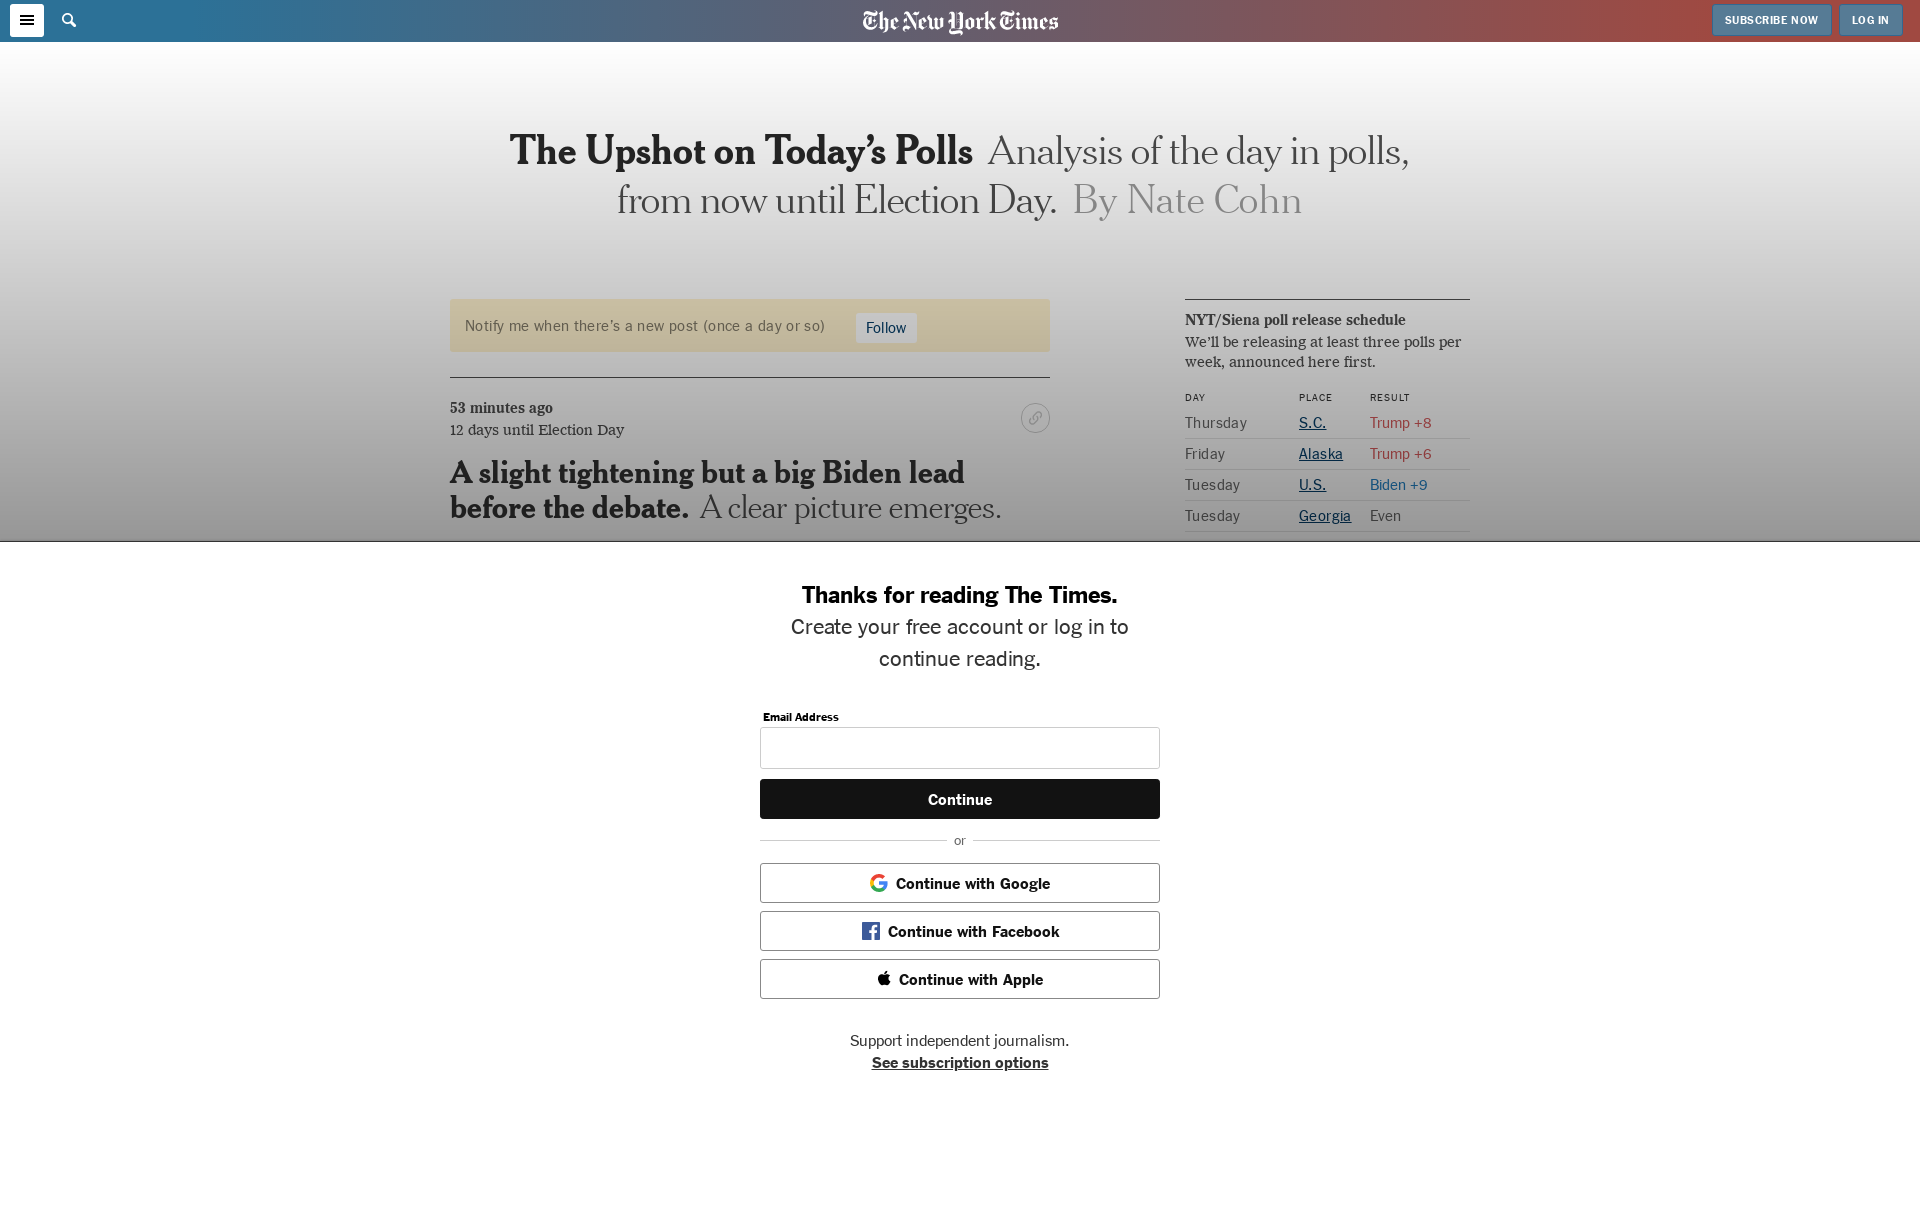 The New York Times
SUBSCRIBE NOW
LOG IN
The Upshot on Today’s Polls Analysis of the day in polls,
from now until Election Day. By Nate Cohn
Notify me when there’s a new post (once a day or so)
Follow
53 minutes ago
12 days until Election Day
A slight tightening but a big Biden lead
before the debate. A clear picture emerges.
NYT/Siena poll release schedule
We’ll be releasing at least three polls per
week, announced here first.
DAY PLACE RESULT
Thursday S.C. Trump +8
Friday Alaska Trump +6
Tuesday U.S. Biden +9
Tuesday Georgia Even
Thanks for reading The Times.
Create your free account or log in to
continue reading.
Email Address
Continue
or
Continue with Google
Continue with Facebook
Continue with Apple
Support independent journalism.
See subscription options